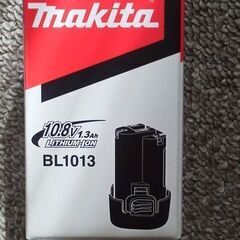 makita
10.8V 1.3Ah
LITHIUM-ION
BL1013